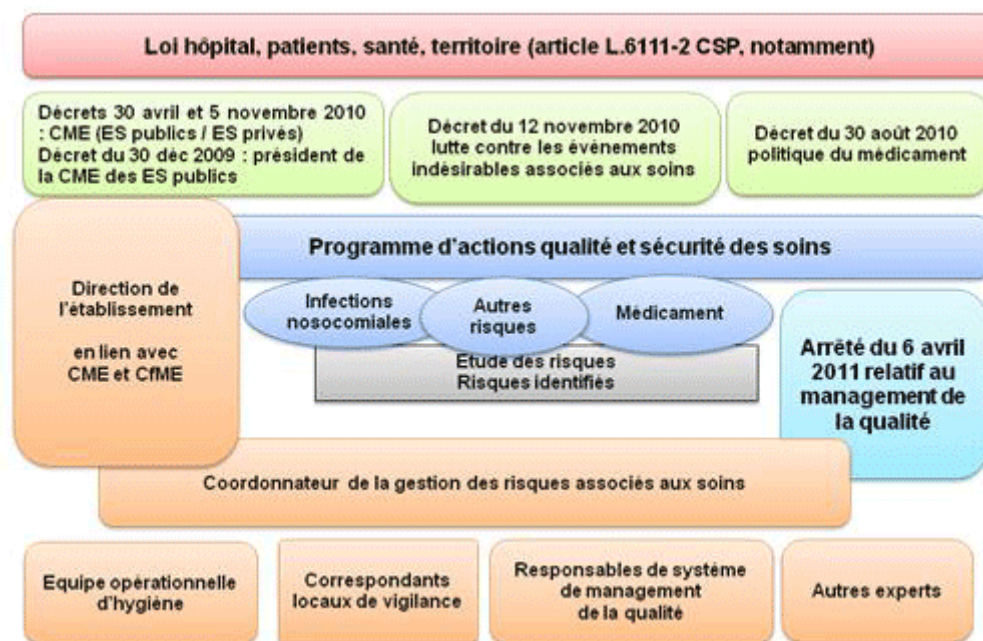 Loi hôpital, patients, santé, territoire (article L.6111-2 CSP, notamment)
Décrets 30 avril et 5 novembre 2010
: CME (ES publics / ES privés)
Décret du 30 déc 2009 : président de
la CME des ES publics
Décret du 12 novembre 2010
lutte contre les événements
indésirables associés aux soins
Décret du 30 août 2010
politique du médicament
Programme d'actions qualité et sécurité des soins
Direction de
l'établissement
en lien avec
CME et CfME
Infections
nosocomiales
Autres
risques
Médicament
Etude des risques
Risques identifiés
Arrêté du 6 avril
2011 relatif au
management de
la qualité
Coordonnateur de la gestion des risques associés aux soins
Equipe opérationnelle
d'hygiène
Correspondants
locaux de vigilance
Responsables de système
de management
de la qualité
Autres experts